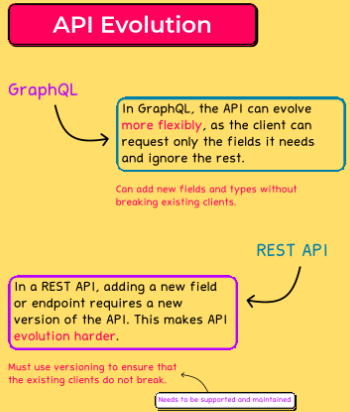 API Evolution
GraphQL
In GraphQL, the API can evolve
more flexibly, as the client can
request only the fields it needs
and ignore the rest.
Can add new fields and types without
breaking existing clients.
REST API
In a REST API, adding a new field
or endpoint requires a new
version of the API. This makes API
evolution harder.
Must use versioning to ensure that
the existing clients do not break.
Needs to be supported and maintained